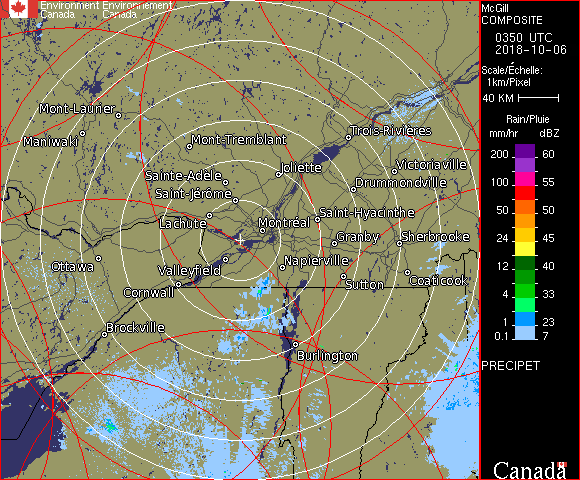 Environment Environnement
Canada Canada
McGill
COMPOSITE
0350 UTC
2018-10-06
Scale/Échelle:
1km/Pixel
40 KM
Rain/Pluie
mm/hr dBZ
200 60
100 55
50 50
24 45
12 40
4 33
1 23
0.1 7
PRECIPET
Canada
Mont-Laurier
Maniwaki
Mont-Tremblant
Trois-Rivières
Joliette
Victoriaville
Sainte-Adèle
Drummondville
Saint-Jérôme
Lachute
Saint-Hyacinthe
Montréal
Granby
Sherbrooke
Ottawa
Valleyfield
Napierville
Cornwall
Sutton
Coaticook
Brockville
Burlington